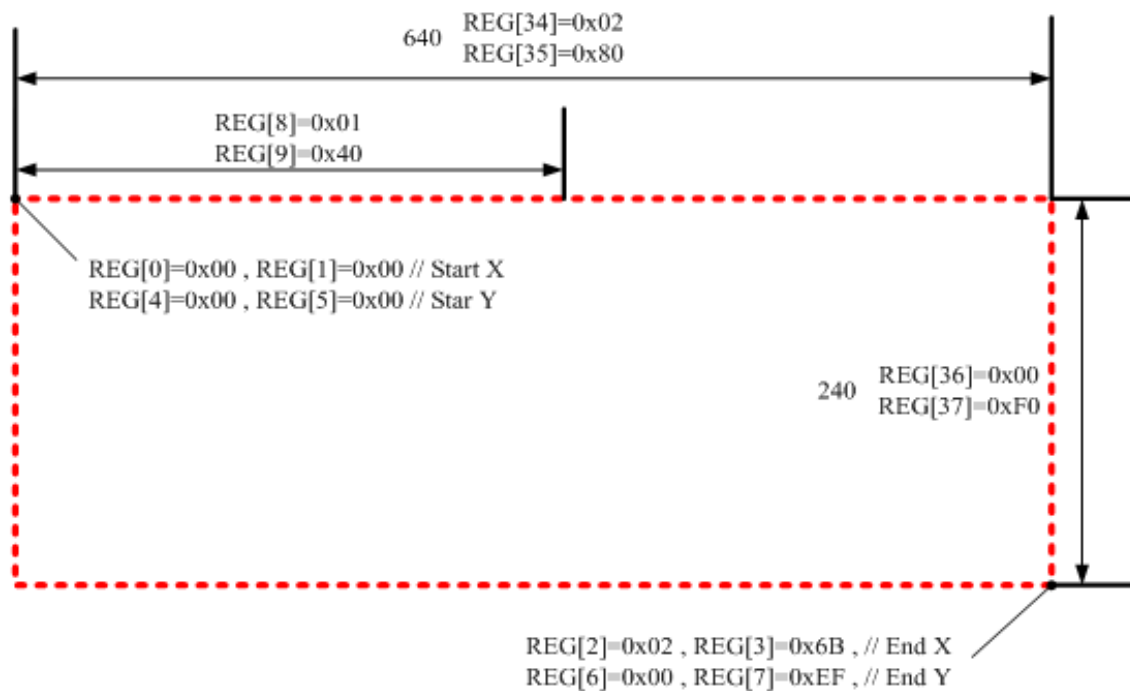 640
REG[34]=0x02
REG[35]=0x80
REG[8]=0x01
REG[9]=0x40
REG[0]=0x00 , REG[1]=0x00 // Start X
REG[4]=0x00 , REG[5]=0x00 // Star Y
240
REG[36]=0x00
REG[37]=0xF0
REG[2]=0x02 , REG[3]=0x6B , // End X
REG[6]=0x00 , REG[7]=0xEF , // End Y